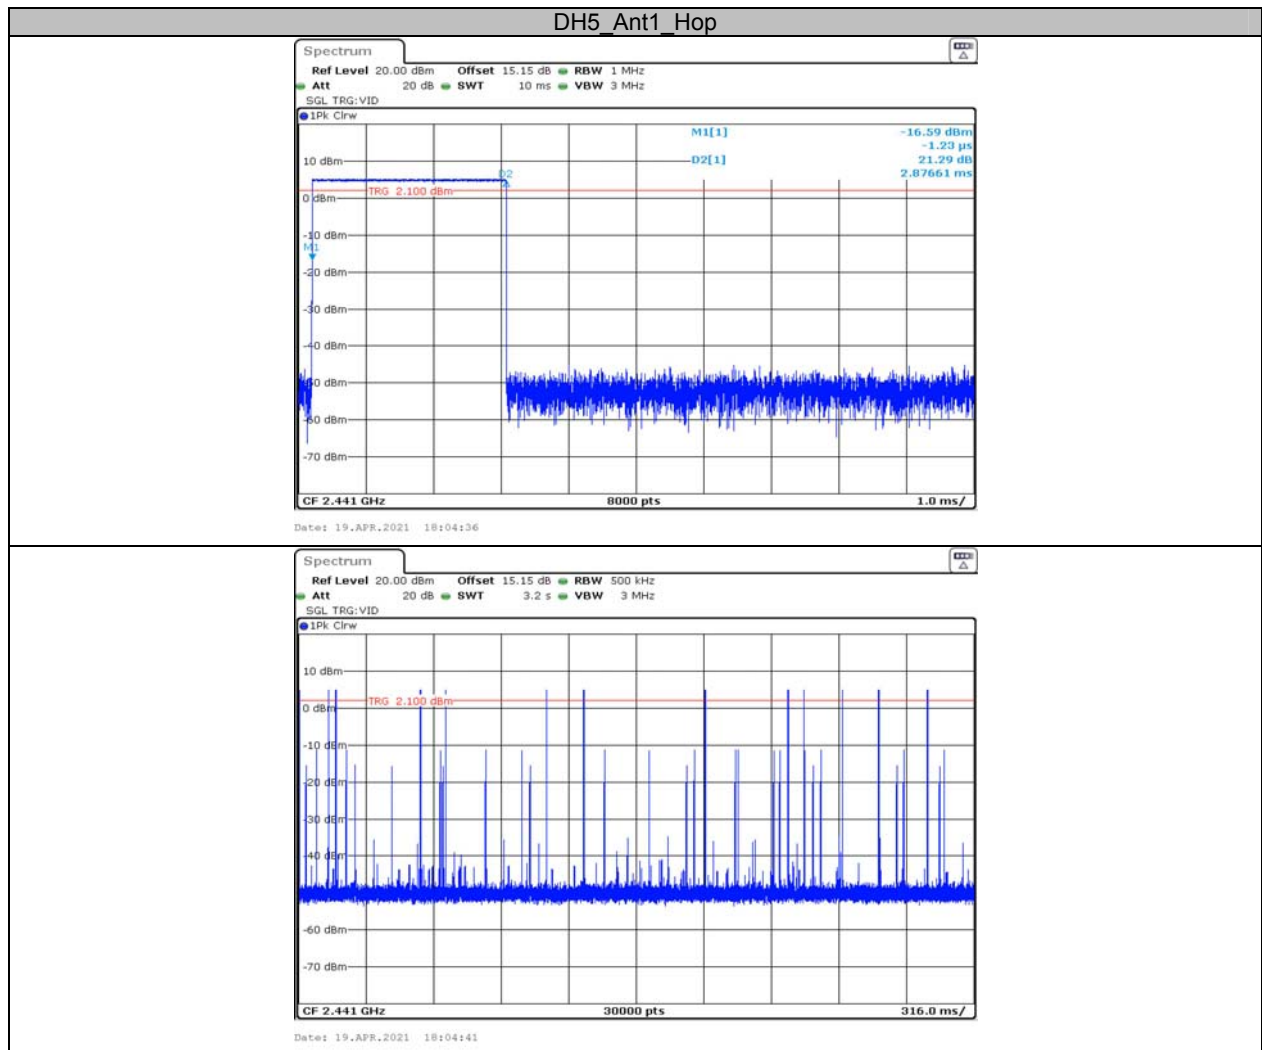 DH5_Ant1_Hop
Spectrum
Ref Level 20.00 dBm Offset 15.15 dB RBW 1 MHz
Att 20 dB SWT 10 ms VBW 3 MHz
SGL TRG:VID
1Pk Clrw
M1[1] -16.59 dBm
-1.23 µs
10 dBm D2[1] 21.29 dB
2.87661 ms
D2
TRG 2.100 dBm
0 dBm
-10 dBm
M1
-20 dBm
-30 dBm
-40 dBm
-50 dBm
-60 dBm
-70 dBm
CF 2.441 GHz 8000 pts 1.0 ms/
Date: 19.APR.2021 18:04:36
Spectrum
Ref Level 20.00 dBm Offset 15.15 dB RBW 500 kHz
Att 20 dB SWT 3.2 s VBW 3 MHz
SGL TRG:VID
1Pk Clrw
10 dBm
TRG 2.100 dBm
0 dBm
-10 dBm
-20 dBm
-30 dBm
-40 dBm
-60 dBm
-70 dBm
CF 2.441 GHz 30000 pts 316.0 ms/
Date: 19.APR.2021 18:04:41